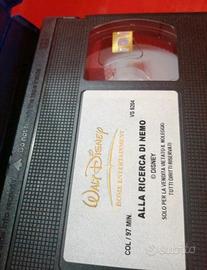 WALT DISNEY
HOME ENTERTAINMENT
COL / 97 MIN.
VS 5204
ALLA RICERCA DI NEMO
© DISNEY
SOLO PER LA VENDITA VIETATO IL NOLEGGIO
TUTTI DIRITTI RISERVATI